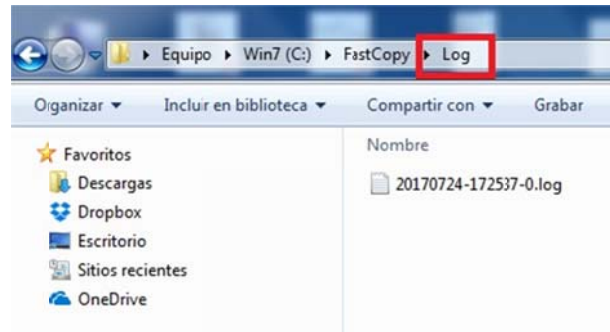 Equipo Win7 (C:) FastCopy Log
Organizar Incluir en biblioteca Compartir con Grabar
Favoritos
Descargas
Dropbox
Escritorio
Sitios recientes
OneDrive
Nombre
20170724-172537-0.log